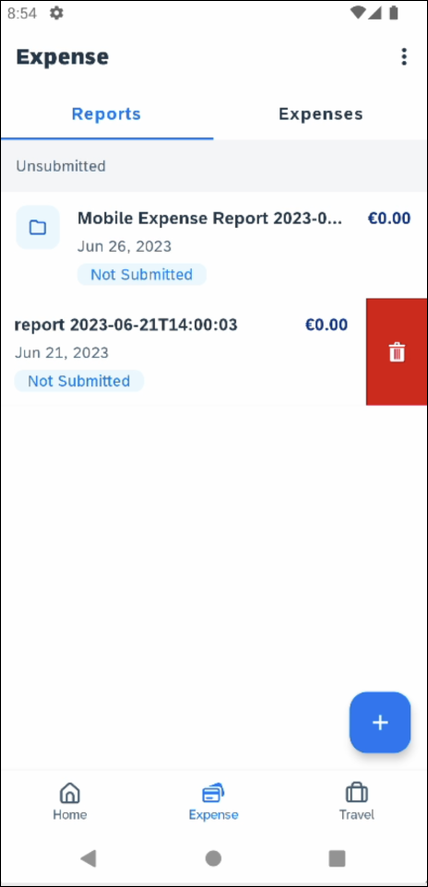 8:54
Expense
Reports
Expenses
Unsubmitted
Mobile Expense Report 2023-0... €0.00
Jun 26, 2023
Not Submitted
report 2023-06-21T14:00:03 €0.00
Jun 21, 2023
Not Submitted
+
Home
Expense
Travel